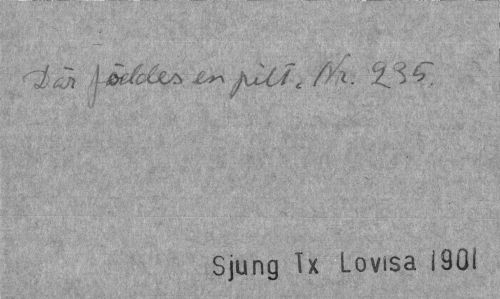 Där föddes en pilt. Nr. 235.
Sjung Tx Lovisa 1901